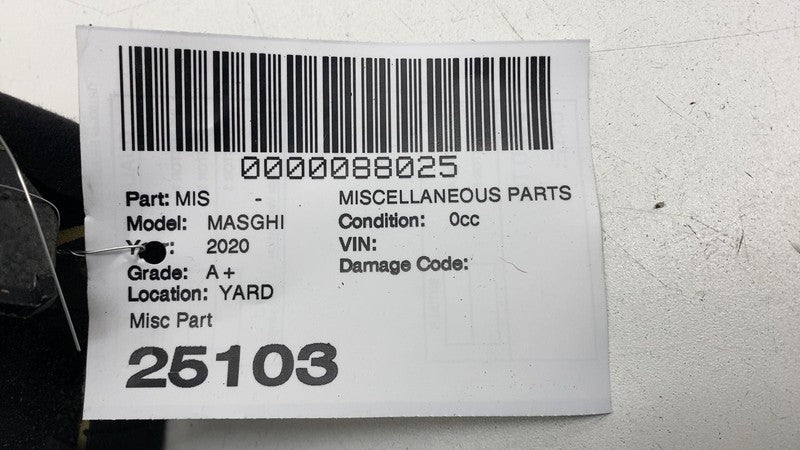 0000088025
Part: MIS - MISCELLANEOUS PARTS
Model: MASGHI Condition: 0cc
2020 VIN:
Grade: A+ Damage Code:
Location: YARD
Misc Part
25103